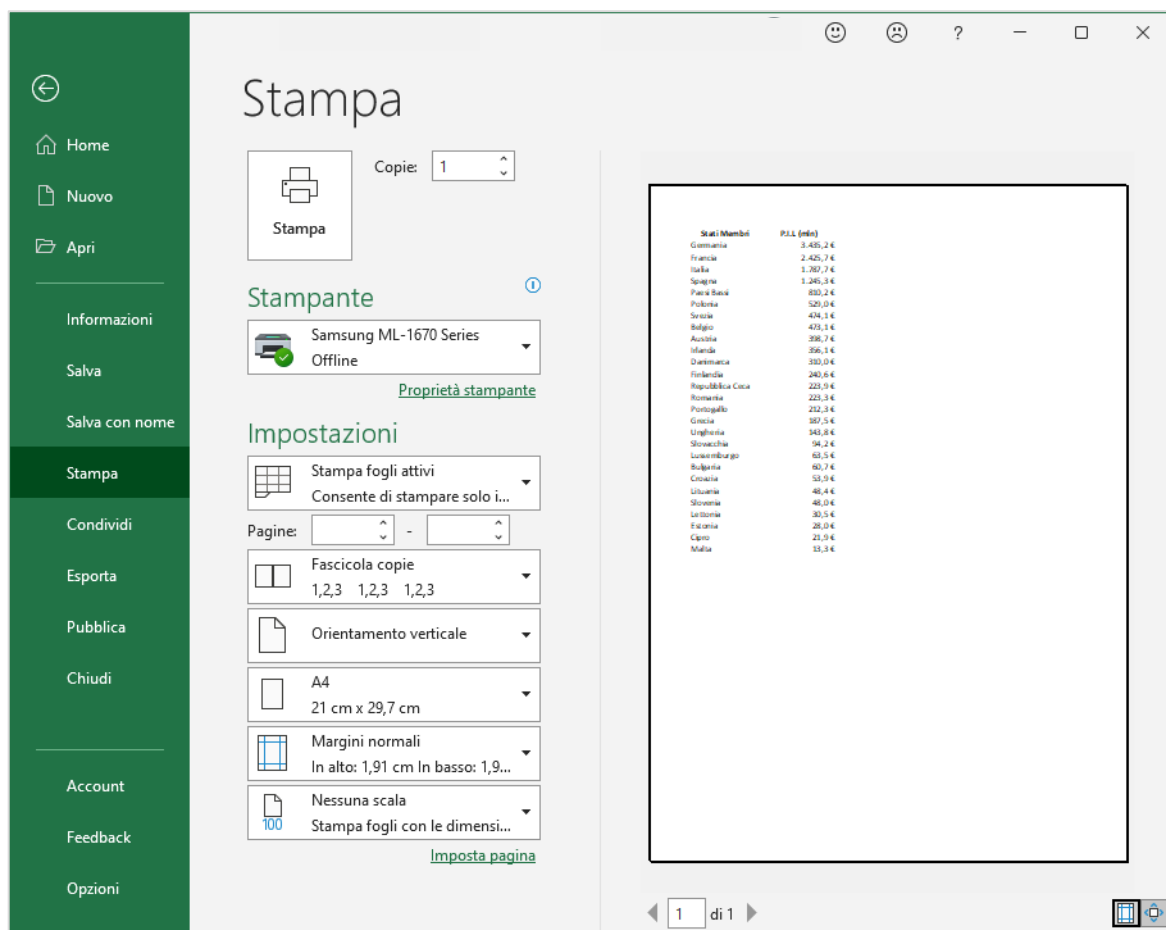 ?
Stampa
Home
Nuovo
Apri
Informazioni
Salva
Salva con nome
Stampa
Condividi
Esporta
Pubblica
Chiudi
Account
Feedback
Opzioni
Stampa
Copie: 1
Stampante
Samsung ML-1670 Series
Offline
Proprietà stampante
Impostazioni
Stampa fogli attivi
Consente di stampare solo i...
Pagine: -
Fascicola copie
1,2,3 1,2,3 1,2,3
Orientamento verticale
A4
21 cm x 29,7 cm
Margini normali
In alto: 1,91 cm In basso: 1,9...
Nessuna scala
100
Stampa fogli con le dimensi...
Imposta pagina
Stati Membri P.I.L (mln)
Germania 3.435,2 €
Francia 2.425,7 €
Italia 1.787,7 €
Spagna 1.245,3 €
Paesi Bassi 810,2 €
Polonia 529,0 €
Svezia 474,1 €
Belgio 473,1 €
Austria 398,7 €
Irlanda 356,1 €
Danimarca 310,0 €
Finlandia 240,6 €
Repubblica Ceca 223,9 €
Romania 223,3 €
Portogallo 212,3 €
Grecia 187,5 €
Ungheria 143,8 €
Slovacchia 94,2 €
Lussemburgo 63,5 €
Bulgaria 60,7 €
Croazia 53,9 €
Lituania 48,4 €
Slovenia 48,0 €
Lettonia 30,5 €
Estonia 28,0 €
Cipro 21,9 €
Malta 13,3 €
1 di 1